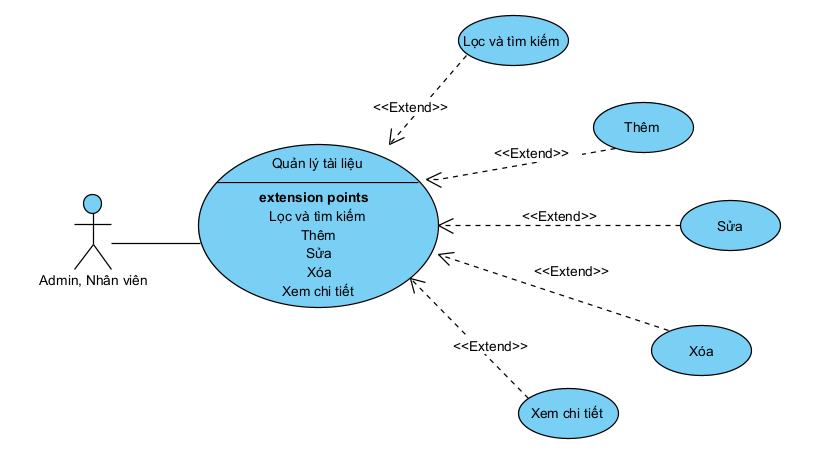 Lọc và tìm kiếm
<<Extend>>
Thêm
<<Extend>>
Quản lý tài liệu
extension points
Lọc và tìm kiếm
Thêm
Sửa
Xóa
Xem chi tiết
<<Extend>>
Sửa
<<Extend>>
Admin, Nhân viên
<<Extend>>
Xóa
Xem chi tiết